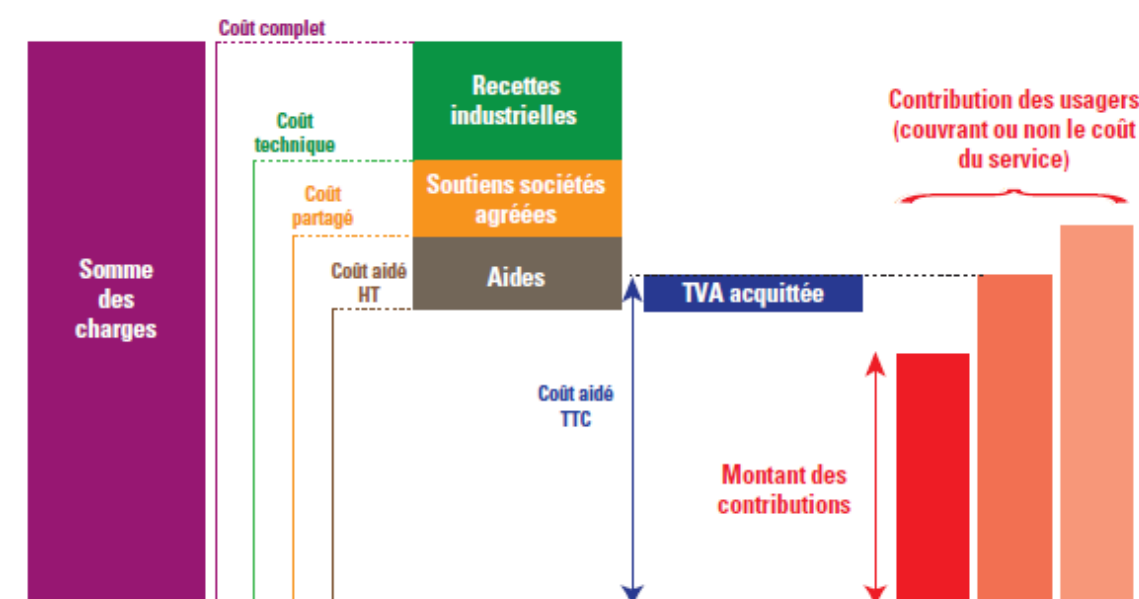 Coût complet
Recettes
industrielles
Contribution des usagers
(couvrant ou non le coût
du service)
Coût
technique
Soutiens sociétés
agréées
Coût
partagé
Somme
des
charges
Coût aidé
HT
Aides
TVA acquittée
Coût aidé
TTC
Montant des
contributions